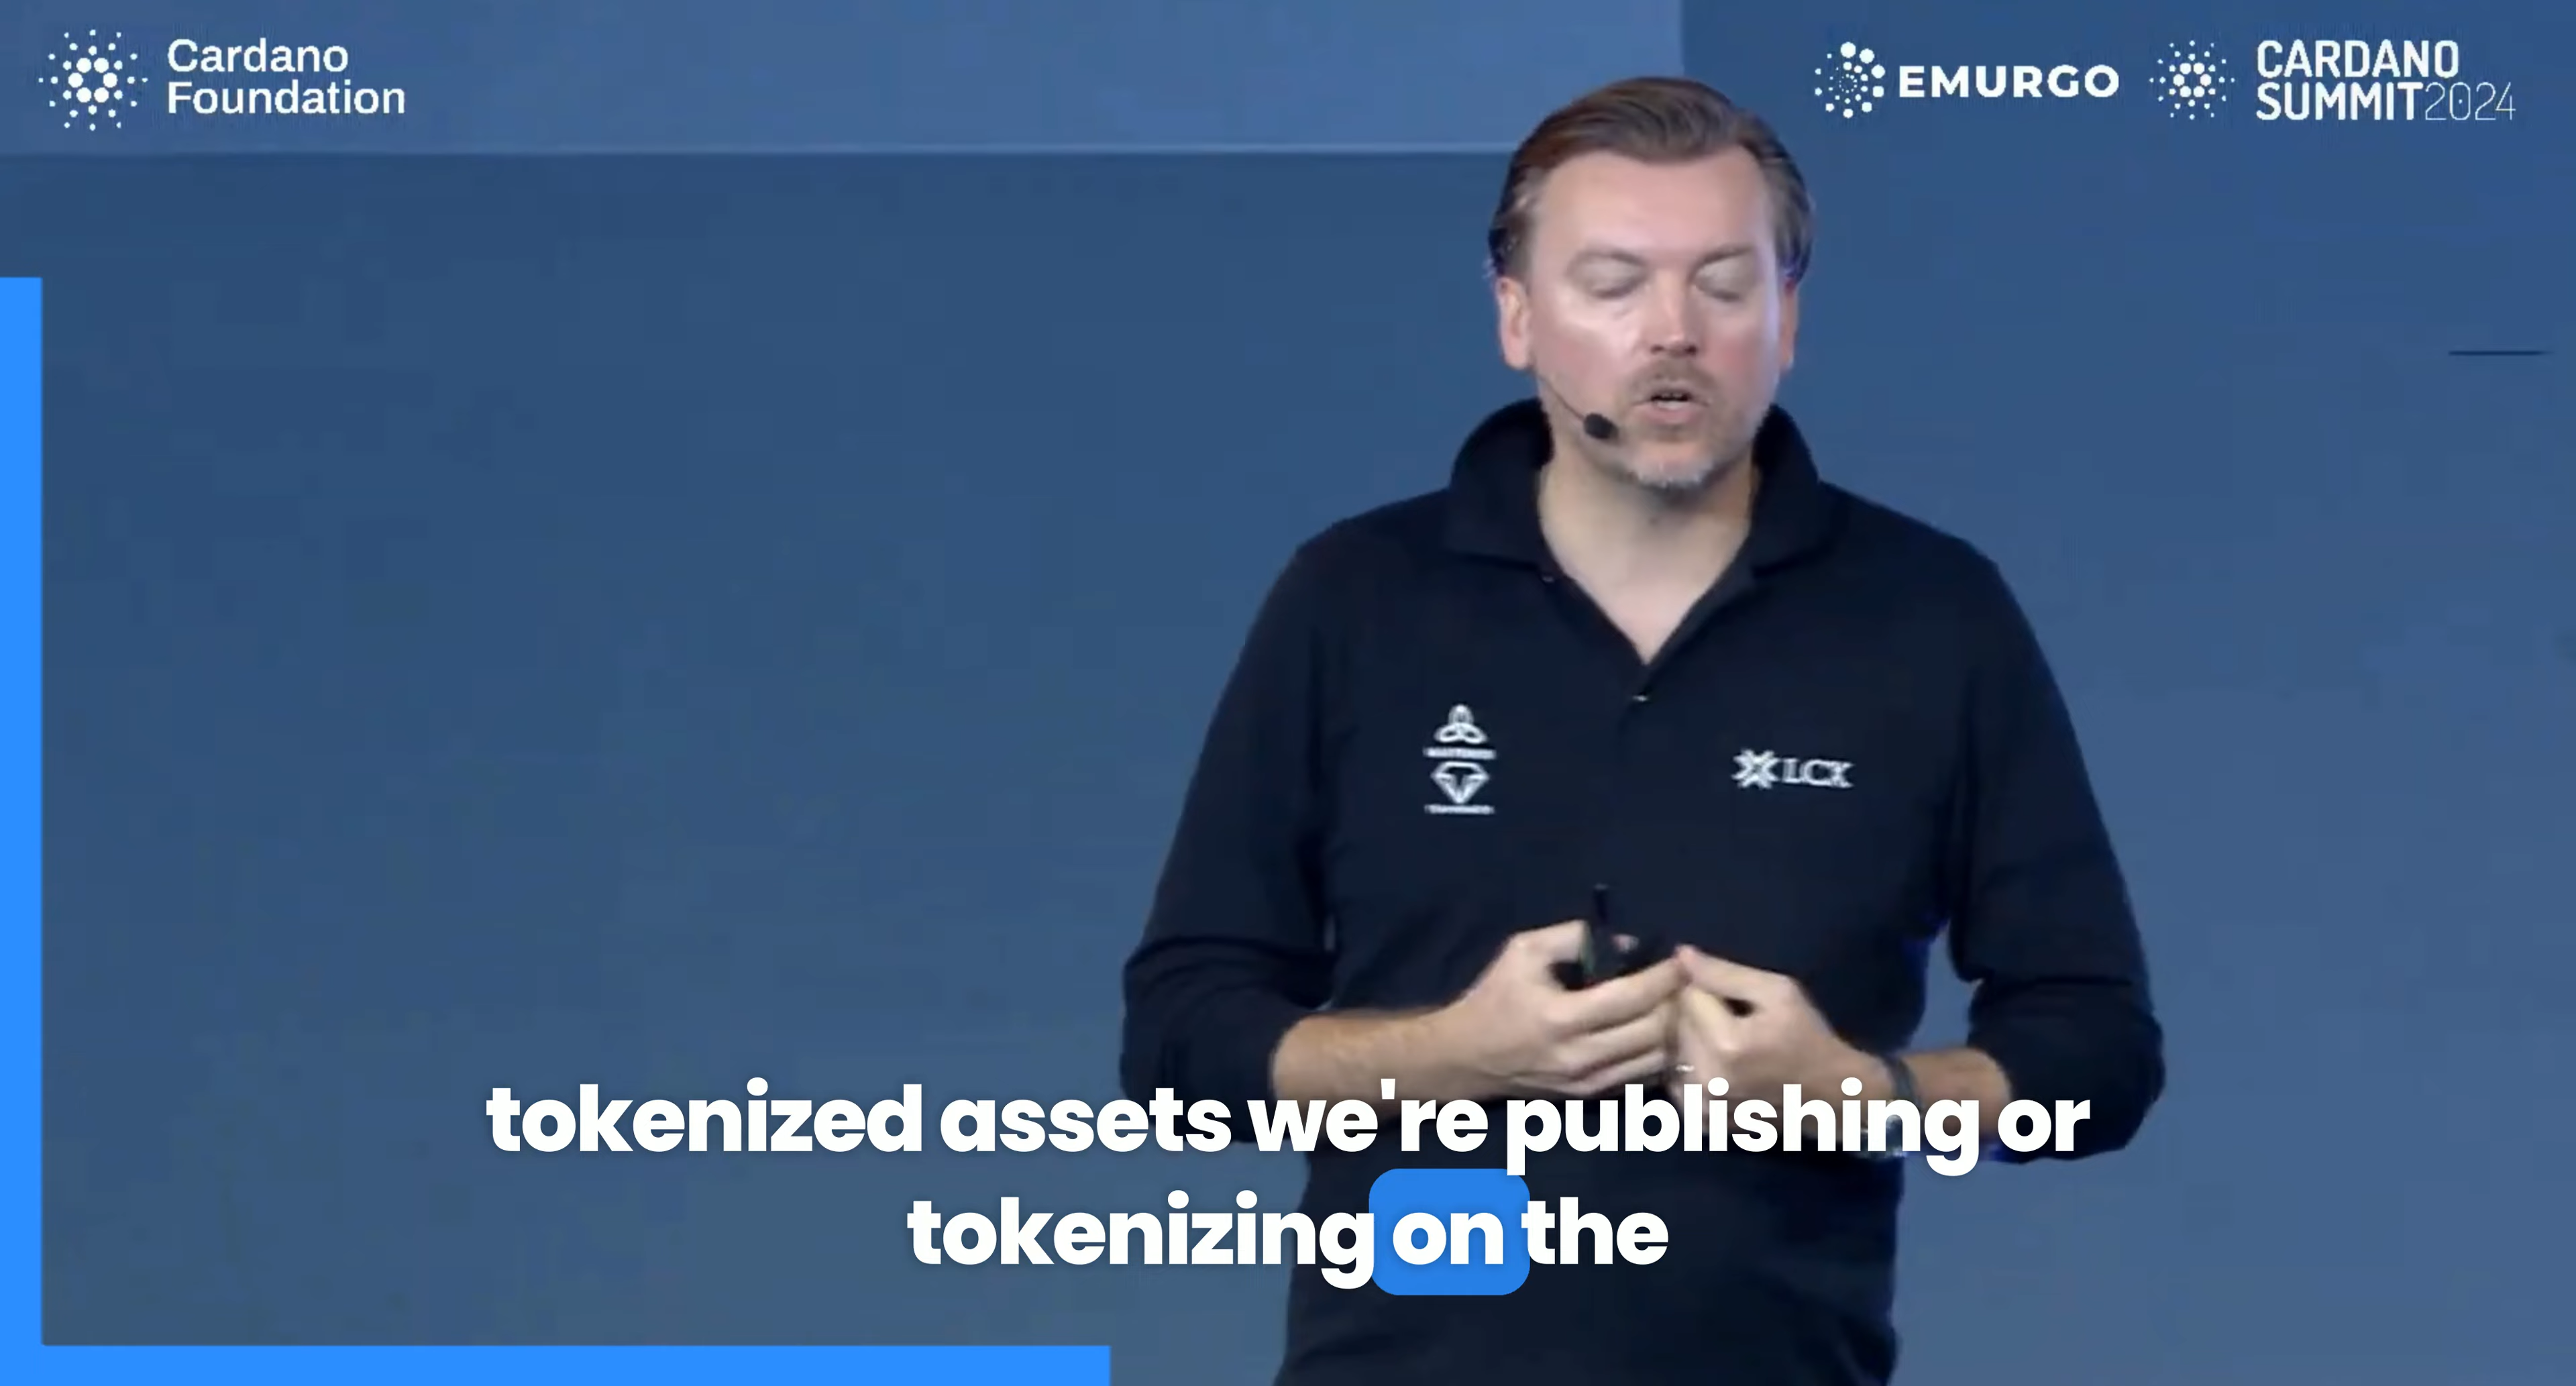 Cardano
Foundation
EMURGO
CARDANO
SUMMIT2024
LCX
tokenized assets we're publishing or
tokenizing on the